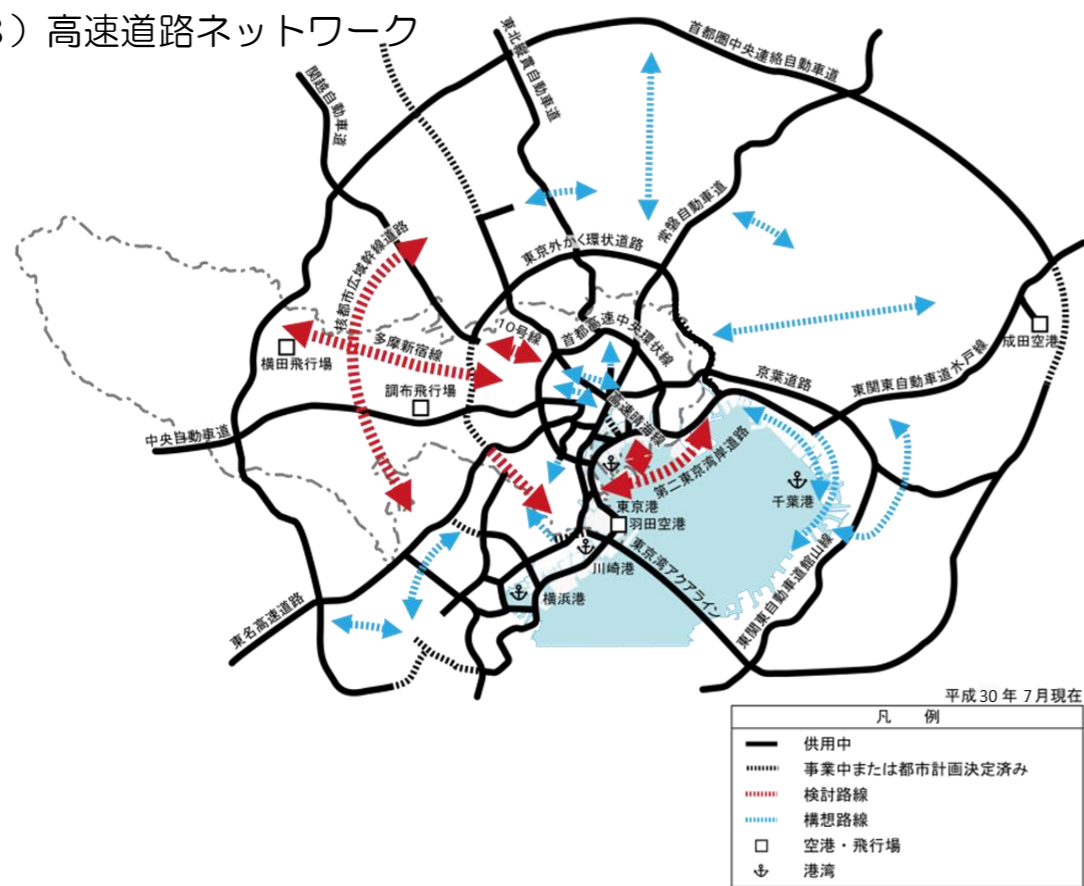 ）高速道路ネットワーク
首都圏中央連絡自動車道
東北縦貫自動車道
関越自動車道
常磐自動車道
東京外かく環状道路
核都市広域幹線道路
首都高速中央環状線
10号線
多摩新宿線
横田飛行場
成田空港
調布飛行場
京葉道路
東関東自動車道水戸線
高速晴海線
中央自動車道
第二東京湾岸道路
千葉港
東京港
羽田空港
川崎港
東京湾アクアライン
横浜港
東関東自動車道館山線
東名高速道路
平成30年7月現在
凡　例
供用中
事業中または都市計画決定済み
検討路線
構想路線
空港・飛行場
港湾